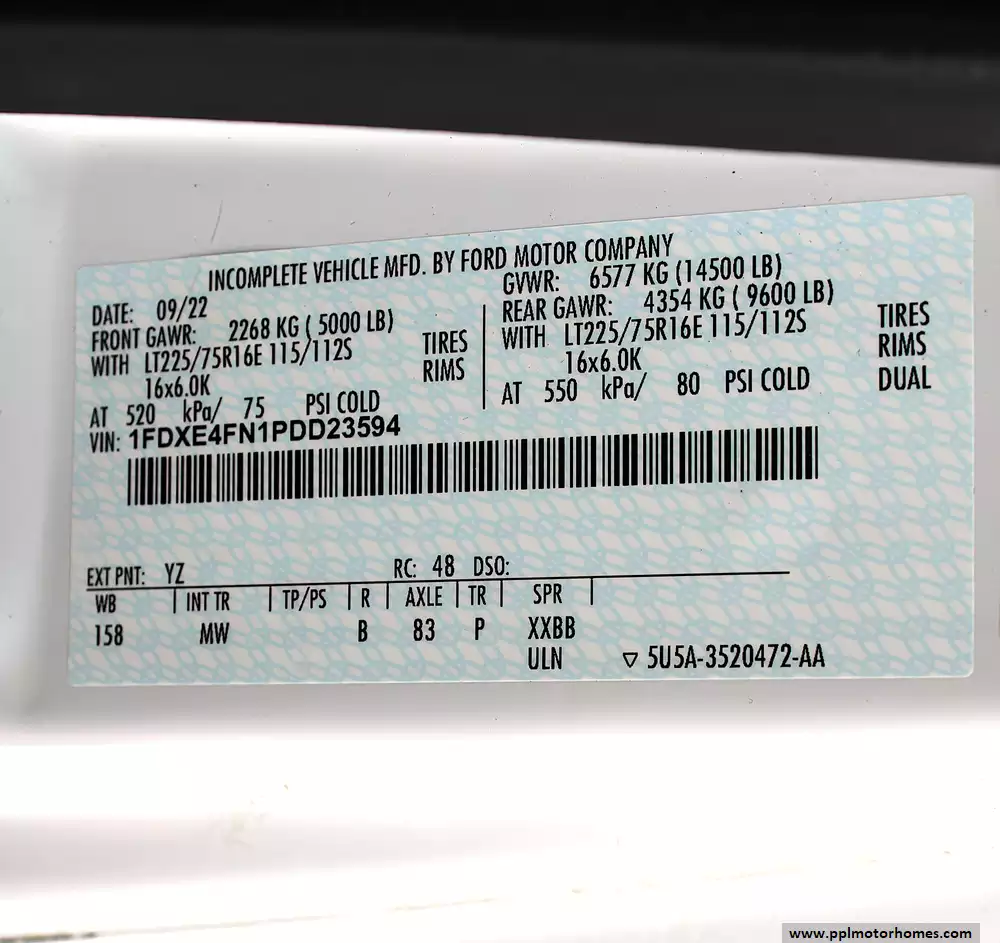 INCOMPLETE VEHICLE MFD. BY FORD MOTOR COMPANY
DATE: 09/22
FRONT GAWR: 2268 KG ( 5000 LB)
WITH LT225/75R16E 115/112S TIRES
16x6.0K RIMS
AT 520 kPa/ 75 PSI COLD
GVWR: 6577 KG (14500 LB)
REAR GAWR: 4354 KG ( 9600 LB)
WITH LT225/75R16E 115/112S TIRES
16x6.0K RIMS
AT 550 kPa/ 80 PSI COLD DUAL
VIN: 1FDXE4FN1PDD23594
EXT PNT: YZ RC: 48 DSO:
WB | INT TR | TP/PS | R | AXLE | TR | SPR |
158 MW B 83 P XXBB
ULN ▽ 5U5A-3520472-AA
www.pplmotorhomes.com